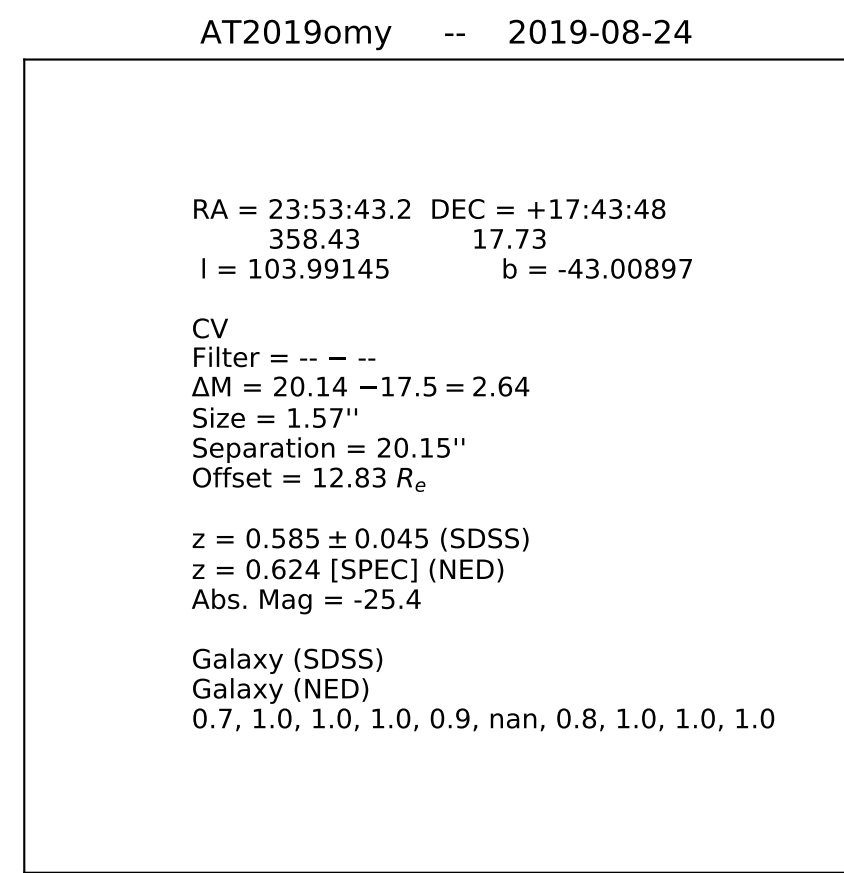 AT2019omy -- 2019-08-24
RA = 23:53:43.2 DEC = +17:43:48
358.43 17.73
l = 103.99145 b = -43.00897
CV
Filter = -- − --
ΔM = 20.14 −17.5 = 2.64
Size = 1.57''
Separation = 20.15''
Offset = 12.83 Rₑ
z = 0.585 ± 0.045 (SDSS)
z = 0.624 [SPEC] (NED)
Abs. Mag = -25.4
Galaxy (SDSS)
Galaxy (NED)
0.7, 1.0, 1.0, 1.0, 0.9, nan, 0.8, 1.0, 1.0, 1.0